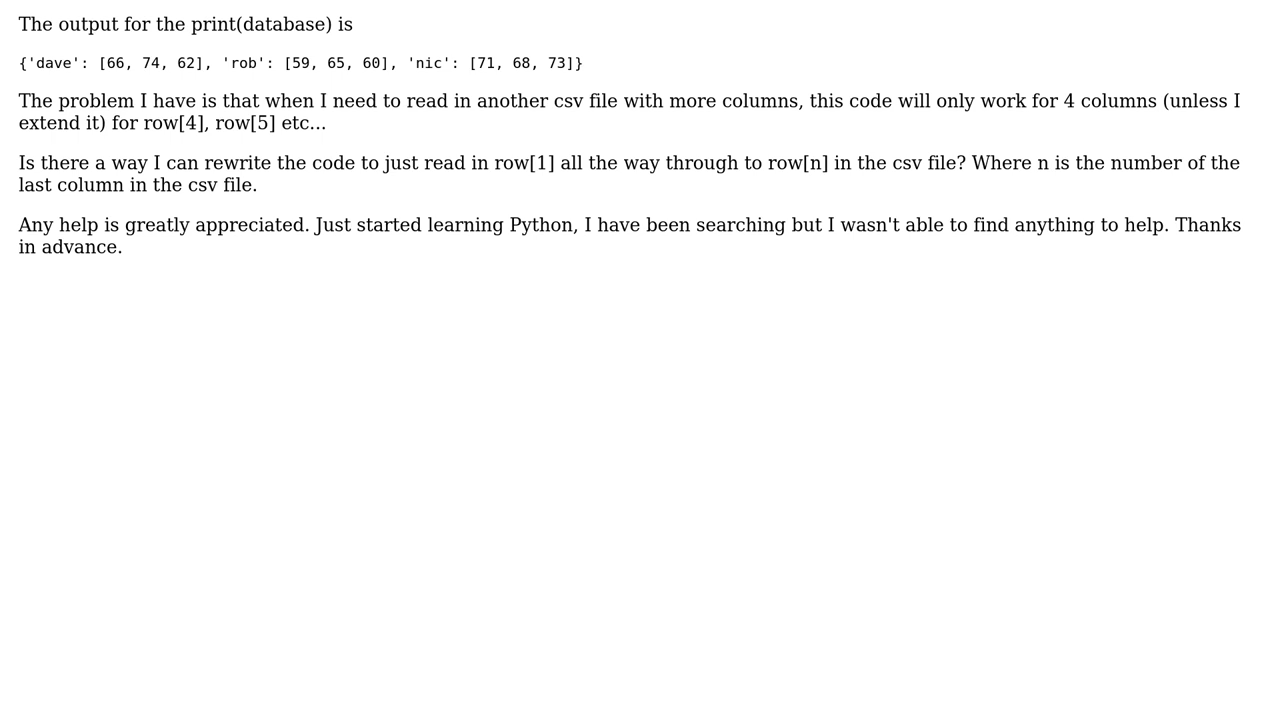 The output for the print(database) is
{'dave': [66, 74, 62], 'rob': [59, 65, 60], 'nic': [71, 68, 73]}
The problem I have is that when I need to read in another csv file with more columns, this code will only work for 4 columns (unless I
extend it) for row[4], row[5] etc...
Is there a way I can rewrite the code to just read in row[1] all the way through to row[n] in the csv file? Where n is the number of the
last column in the csv file.
Any help is greatly appreciated. Just started learning Python, I have been searching but I wasn't able to find anything to help. Thanks
in advance.